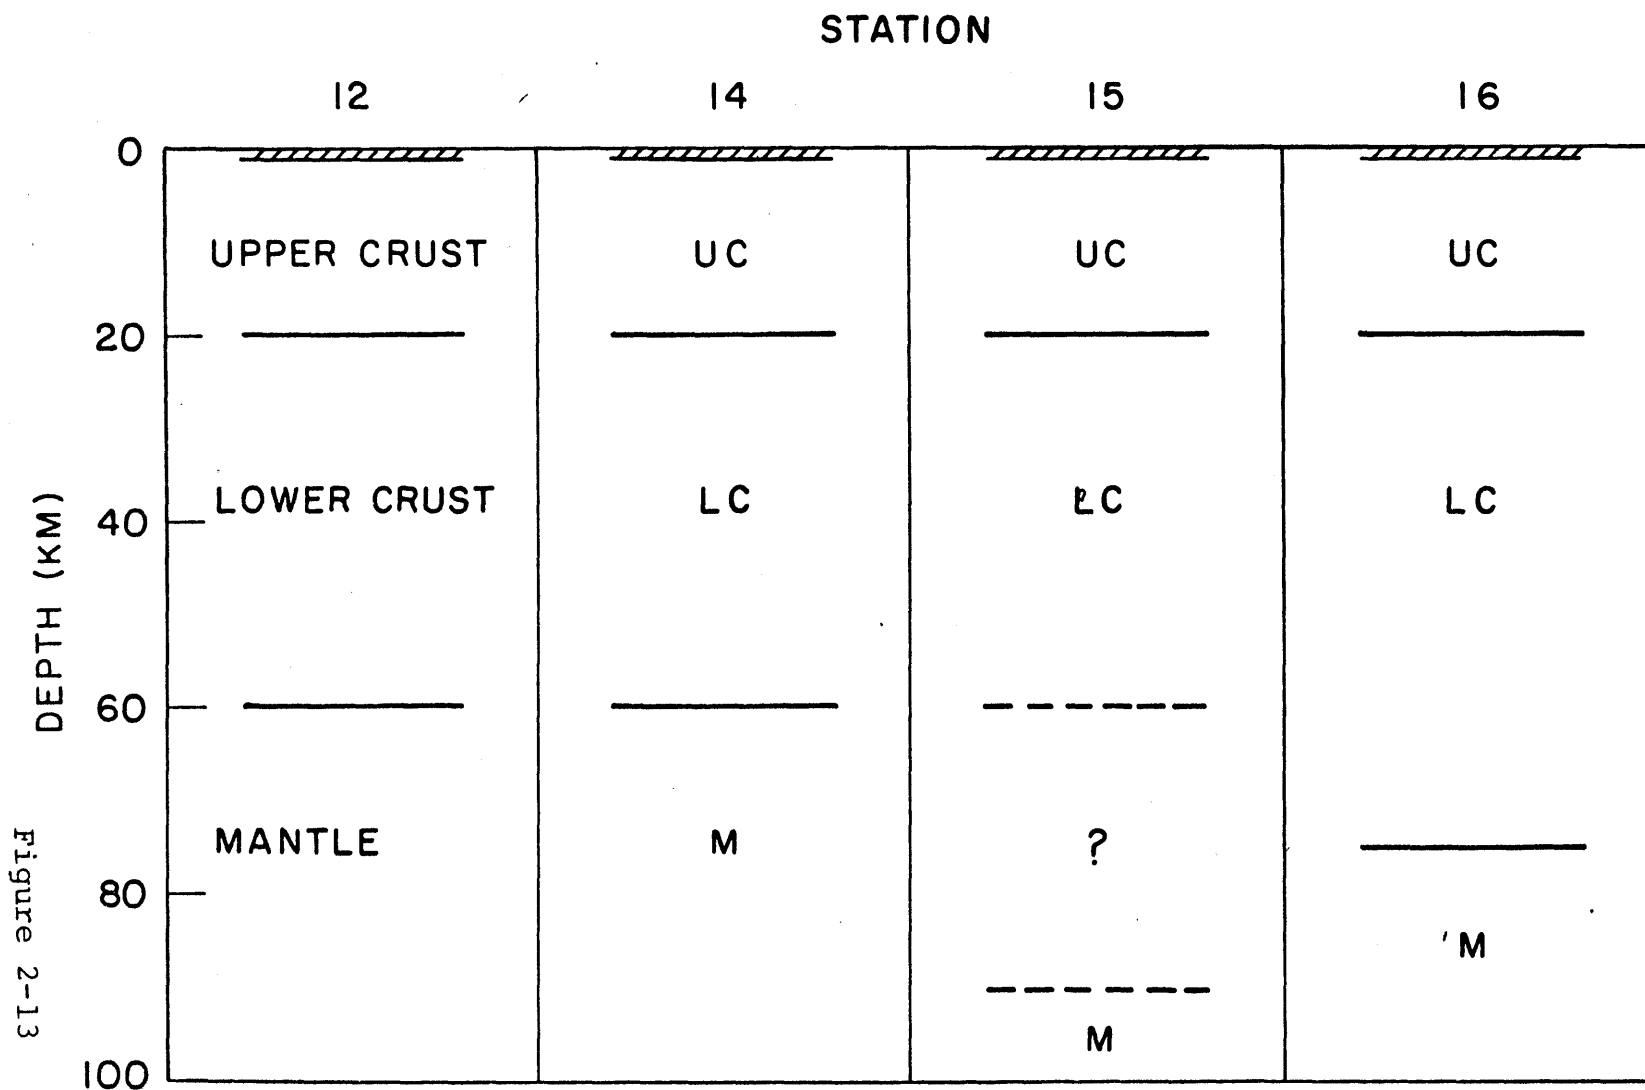 STATION
12 14 15 16
0
UPPER CRUST UC UC UC
20
LOWER CRUST LC LC LC
40
DEPTH (KM)
60
MANTLE M ?
80
M
M
100
Figure 2-13